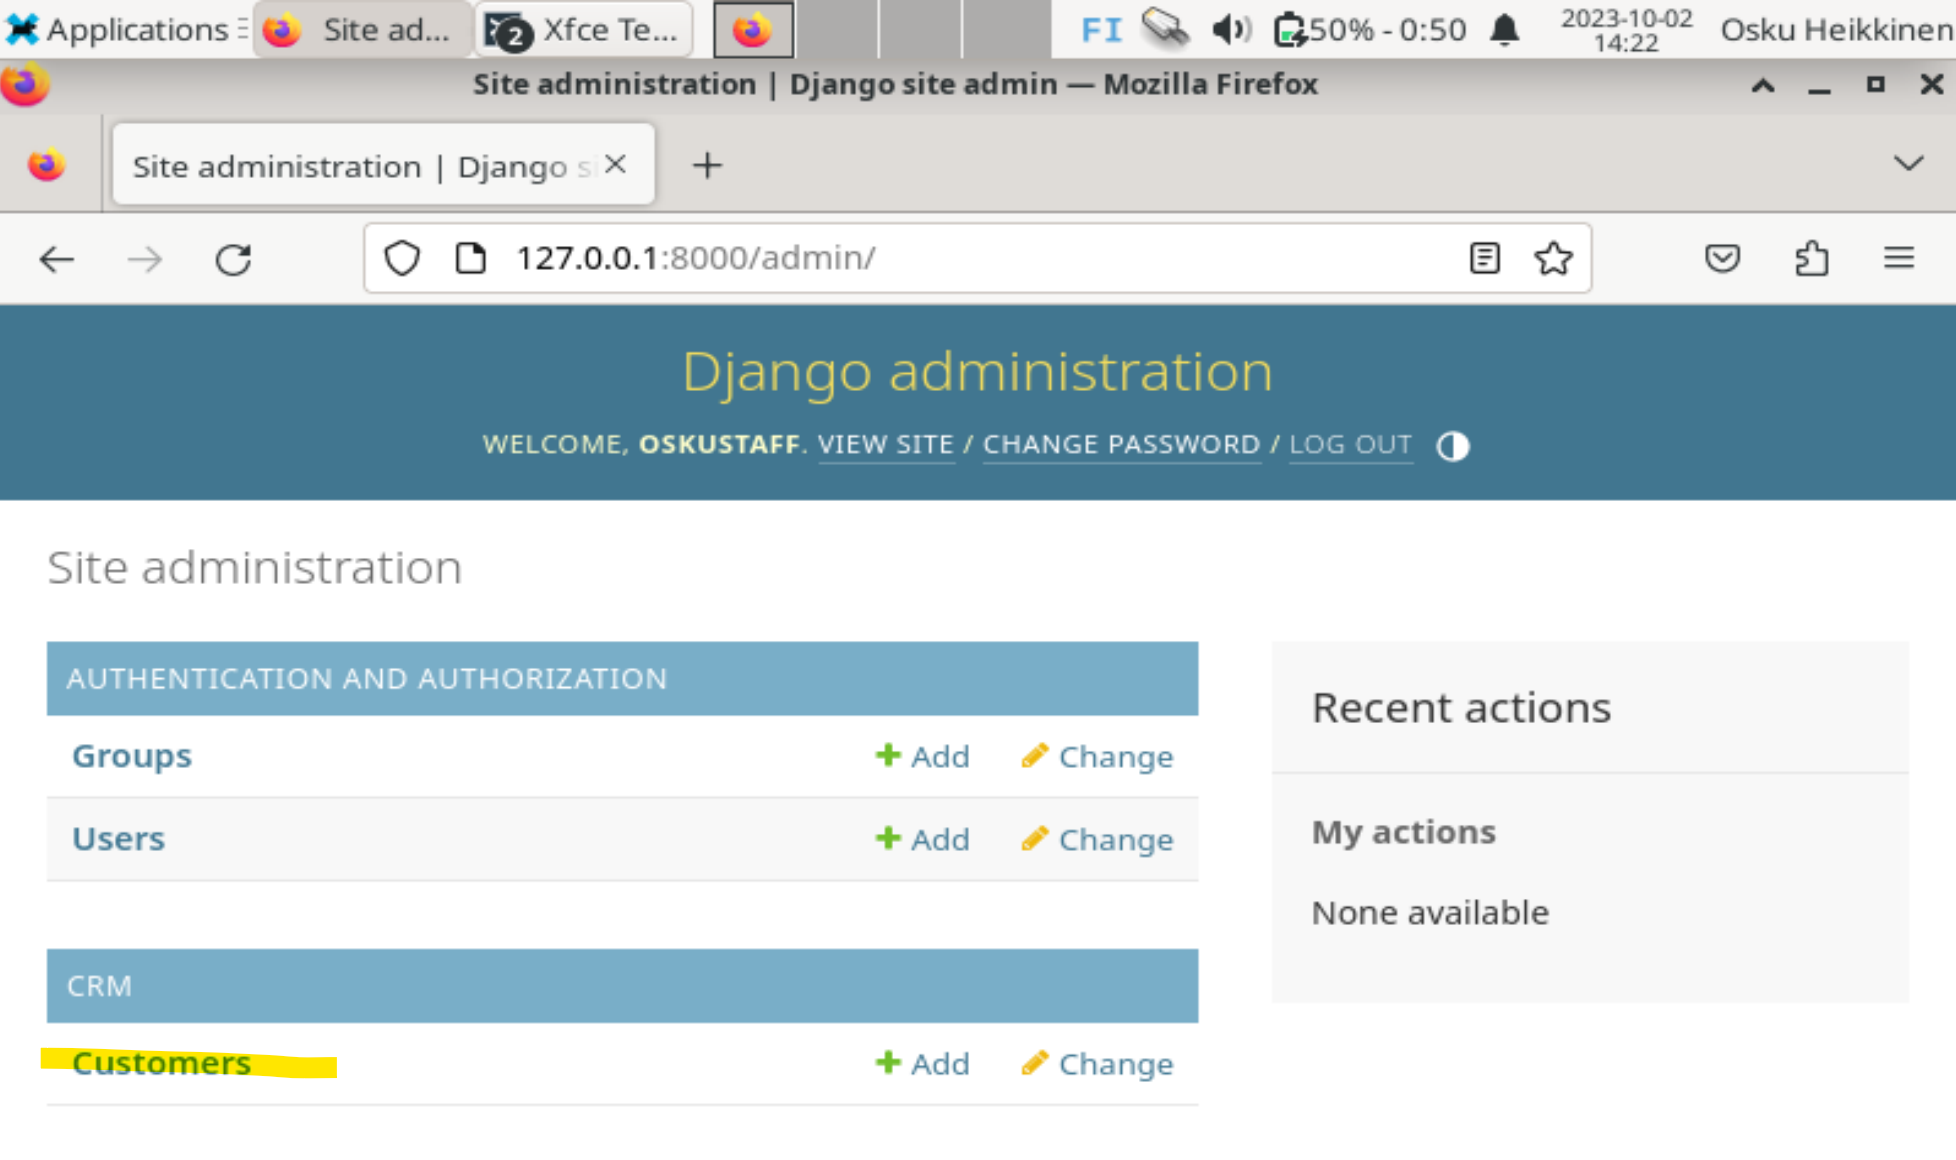 Applications Site ad... 2 Xfce Te... FI 50% - 0:50 2023-10-02 14:22 Osku Heikkinen
Site administration | Django site admin — Mozilla Firefox
Site administration | Django si
127.0.0.1:8000/admin/
Django administration
WELCOME, OSKUSTAFF. VIEW SITE / CHANGE PASSWORD / LOG OUT
Site administration
AUTHENTICATION AND AUTHORIZATION
Groups Add Change
Users Add Change
CRM
Customers Add Change
Recent actions
My actions
None available